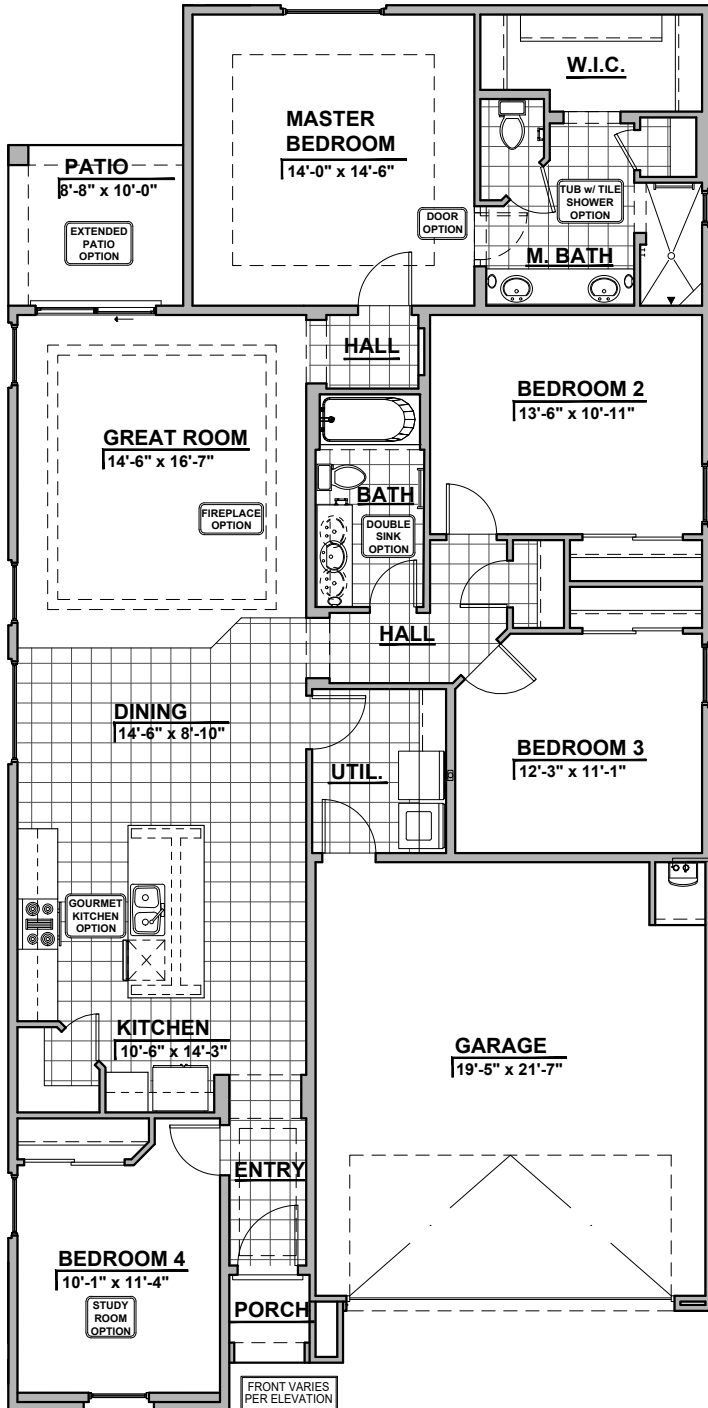 W.I.C.
MASTER
BEDROOM
14'-0" x 14'-6"
PATIO
8'-8" x 10'-0"
EXTENDED
PATIO
OPTION
DOOR
OPTION
TUB w/ TILE
SHOWER
OPTION
M. BATH
HALL
BEDROOM 2
13'-6" x 10'-11"
GREAT ROOM
14'-6" x 16'-7"
FIREPLACE
OPTION
BATH
DOUBLE
SINK
OPTION
HALL
DINING
14'-6" x 8'-10"
UTIL.
BEDROOM 3
12'-3" x 11'-1"
GOURMET
KITCHEN
OPTION
KITCHEN
10'-6" x 14'-3"
GARAGE
19'-5" x 21'-7"
ENTRY
BEDROOM 4
10'-1" x 11'-4"
STUDY
ROOM
OPTION
PORCH
FRONT VARIES
PER ELEVATION